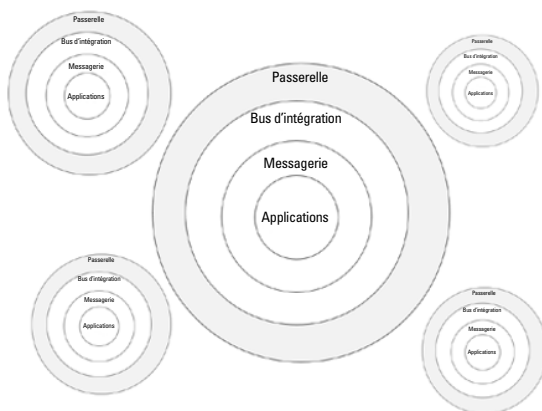 Passerelle
Bus d'intégration
Messagerie
Applications
Passerelle
Bus d'intégration
Messagerie
Applications
Passerelle
Bus d'intégration
Messagerie
Applications
Passerelle
Bus d'intégration
Messagerie
Applications
Passerelle
Bus d'intégration
Messagerie
Applications